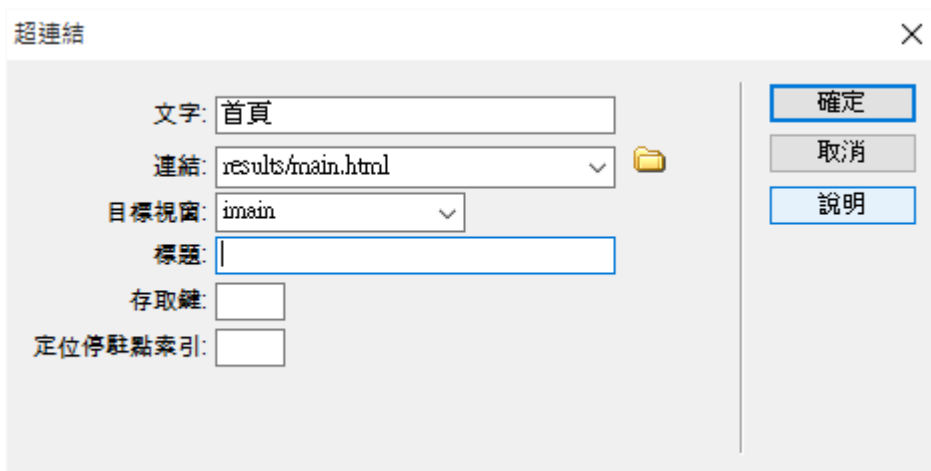 超連結
文字: 首頁
連結: results/main.html
目標視窗: imain
標題:
存取鍵:
定位停駐點索引:
確定
取消
說明